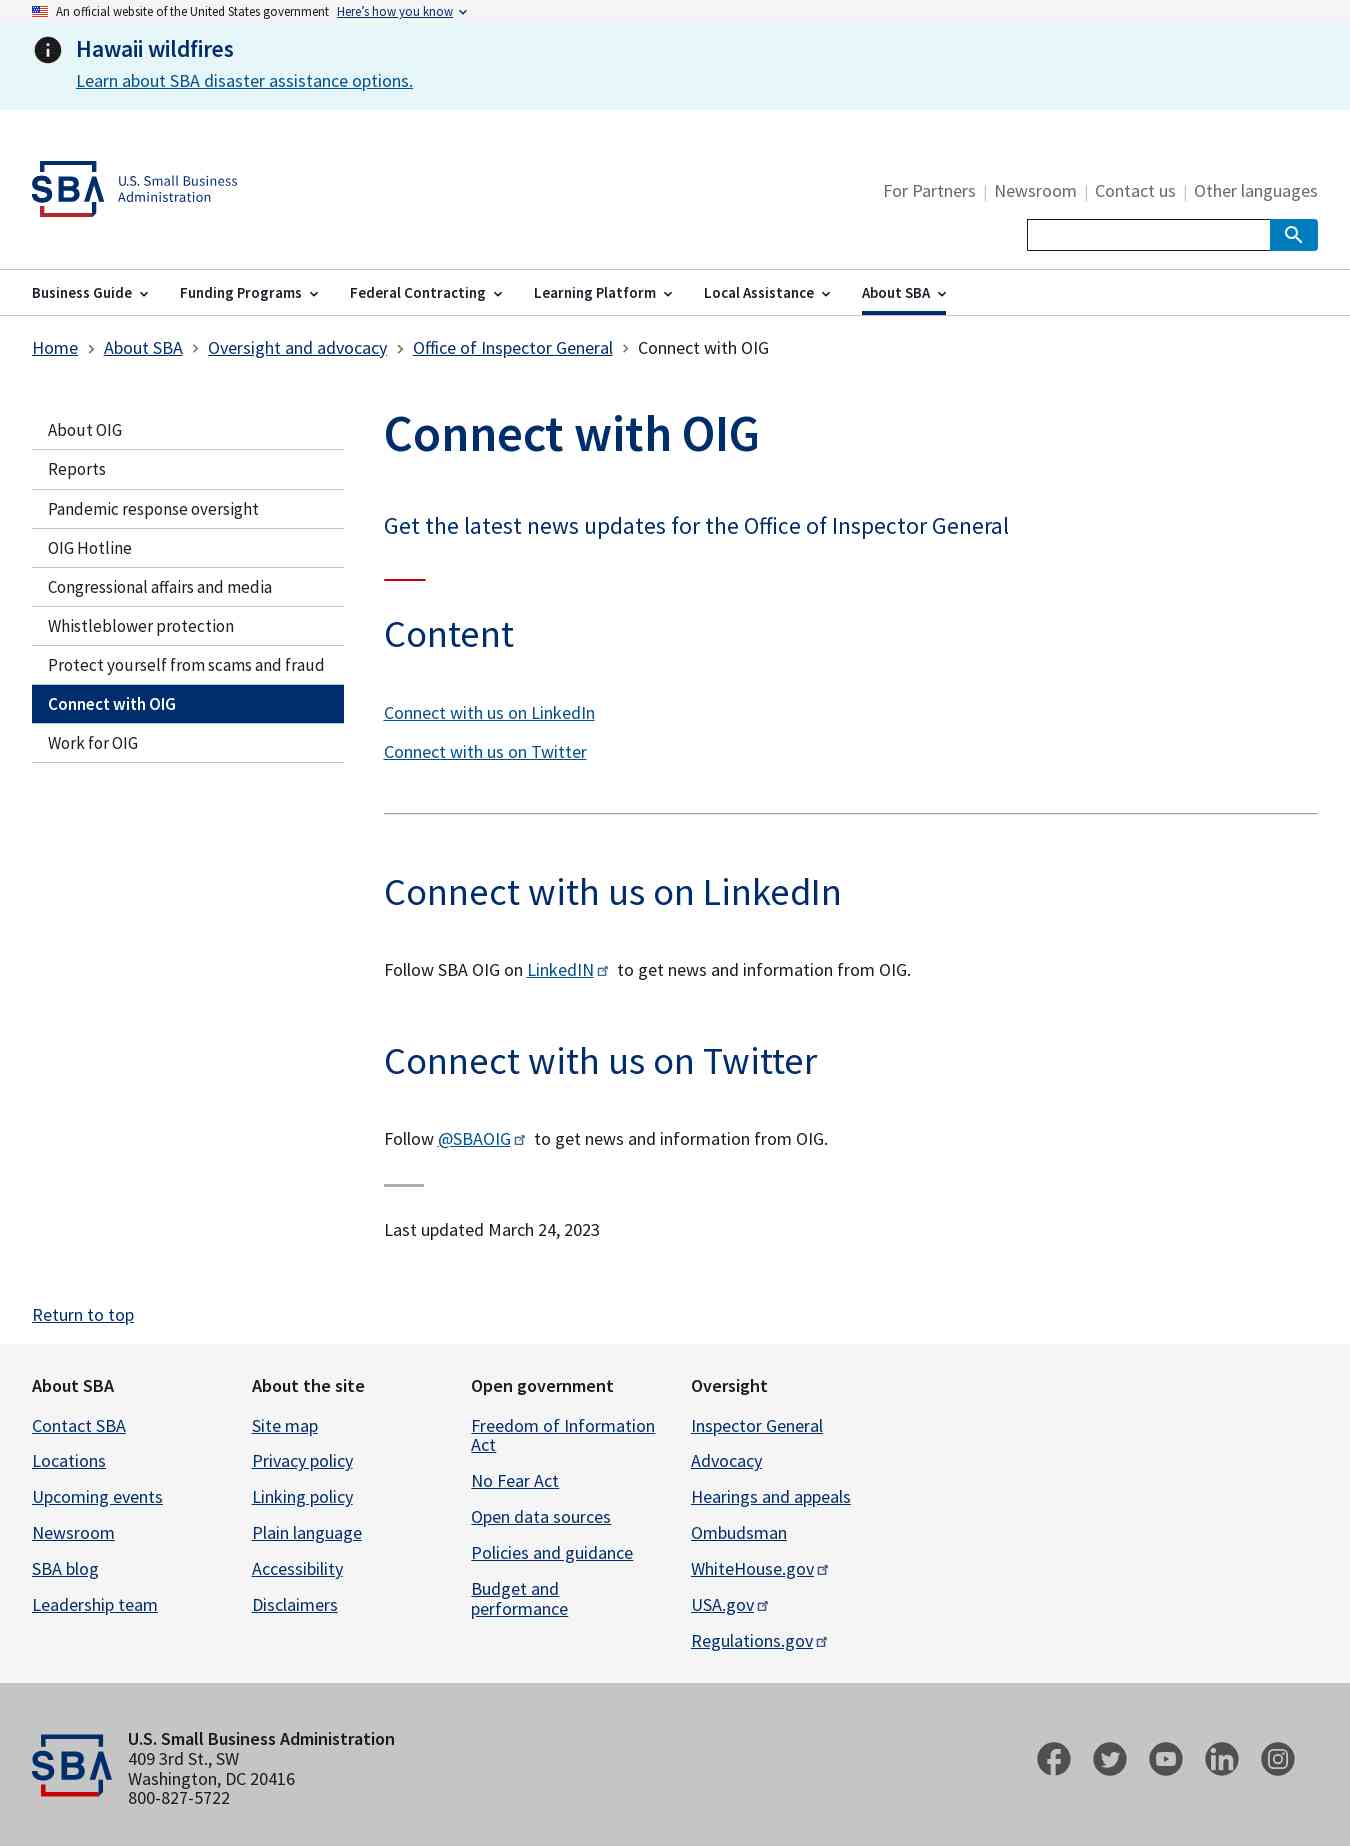 An official website of the United States government Here’s how you know
Hawaii wildfires
Learn about SBA disaster assistance options.
SBA U.S. Small Business
Administration
For Partners | Newsroom | Contact us | Other languages
Business Guide Funding Programs Federal Contracting Learning Platform Local Assistance About SBA
Home About SBA Oversight and advocacy Office of Inspector General Connect with OIG
About OIG
Reports
Pandemic response oversight
OIG Hotline
Congressional affairs and media
Whistleblower protection
Protect yourself from scams and fraud
Connect with OIG
Work for OIG
Connect with OIG
Get the latest news updates for the Office of Inspector General
Content
Connect with us on LinkedIn
Connect with us on Twitter
Connect with us on LinkedIn
Follow SBA OIG on LinkedIN to get news and information from OIG.
Connect with us on Twitter
Follow @SBAOIG to get news and information from OIG.
Last updated March 24, 2023
Return to top
About SBA
Contact SBA
Locations
Upcoming events
Newsroom
SBA blog
Leadership team
About the site
Site map
Privacy policy
Linking policy
Plain language
Accessibility
Disclaimers
Open government
Freedom of Information
Act
No Fear Act
Open data sources
Policies and guidance
Budget and
performance
Oversight
Inspector General
Advocacy
Hearings and appeals
Ombudsman
WhiteHouse.gov
USA.gov
Regulations.gov
SBA
U.S. Small Business Administration
409 3rd St., SW
Washington, DC 20416
800-827-5722